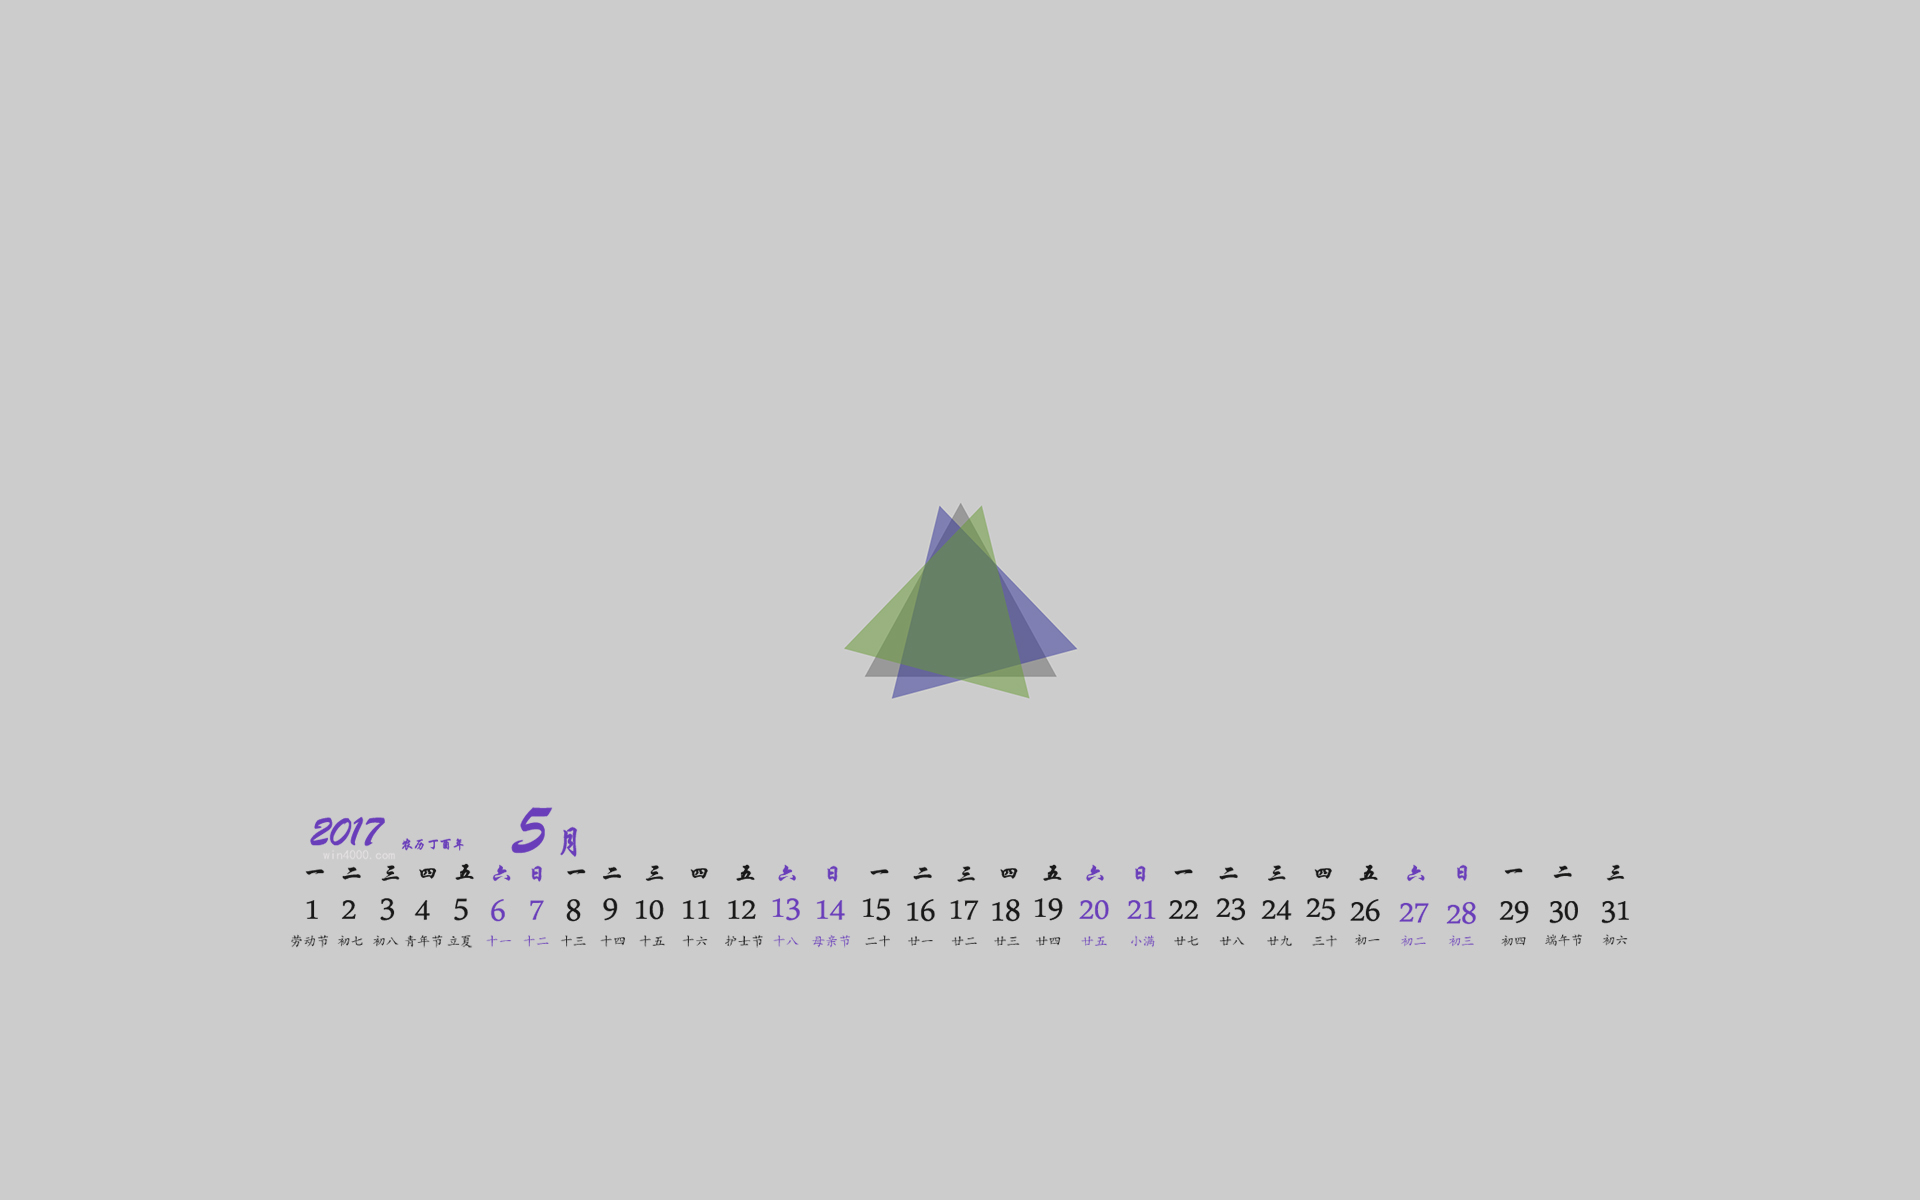 2017 农历丁酉年 5月
win4000.com
一 二 三 四 五 六 日 一 二 三 四 五 六 日 一 二 三 四 五 六 日 一 二 三 四 五 六 日 一 二 三
1 2 3 4 5 6 7 8 9 10 11 12 13 14 15 16 17 18 19 20 21 22 23 24 25 26 27 28 29 30 31
劳动节 初七 初八 青年节 立夏 十一 十二 十三 十四 十五 十六 护士节 十八 母亲节 二十 廿一 廿二 廿三 廿四 廿五 小满 廿七 廿八 廿九 三十 初一 初二 初三 初四 端午节 初六